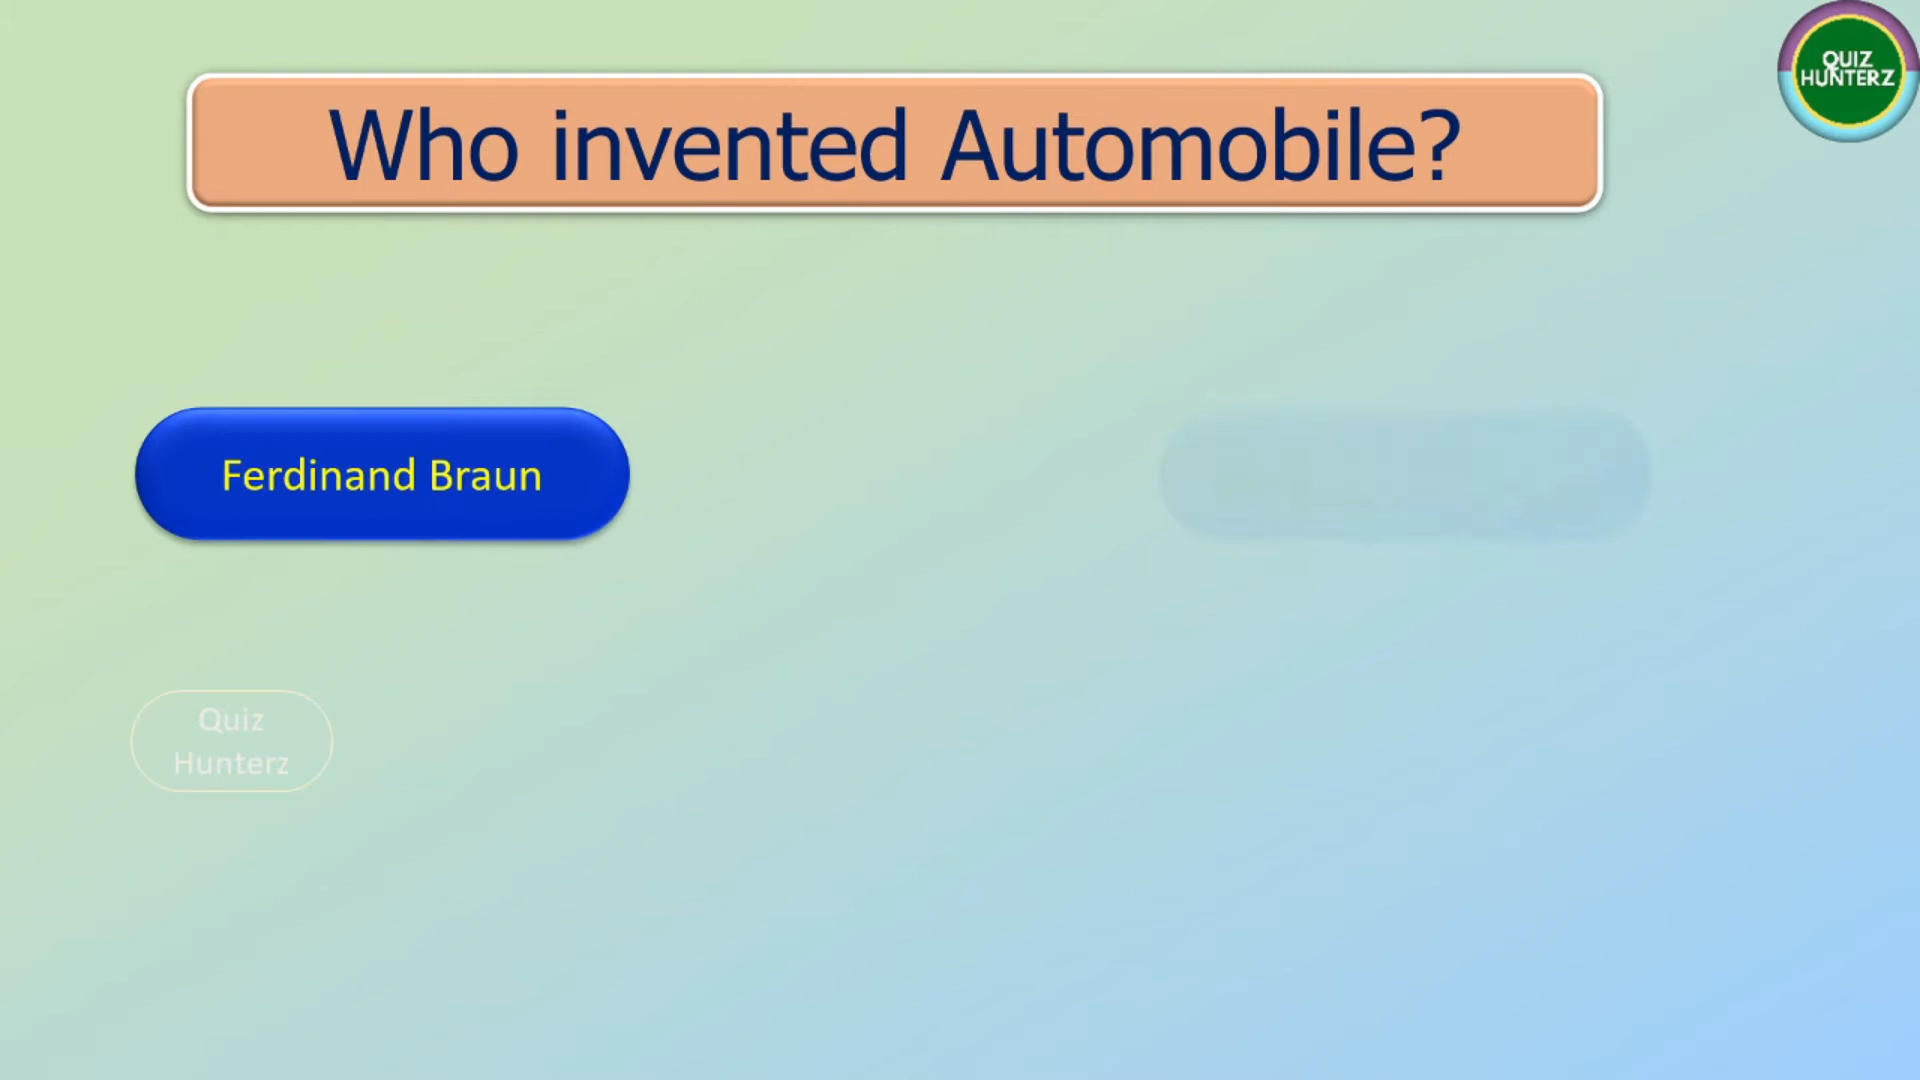 QUIZ
HUNTERZ
Who invented Automobile?
Ferdinand Braun
Quiz
Hunterz